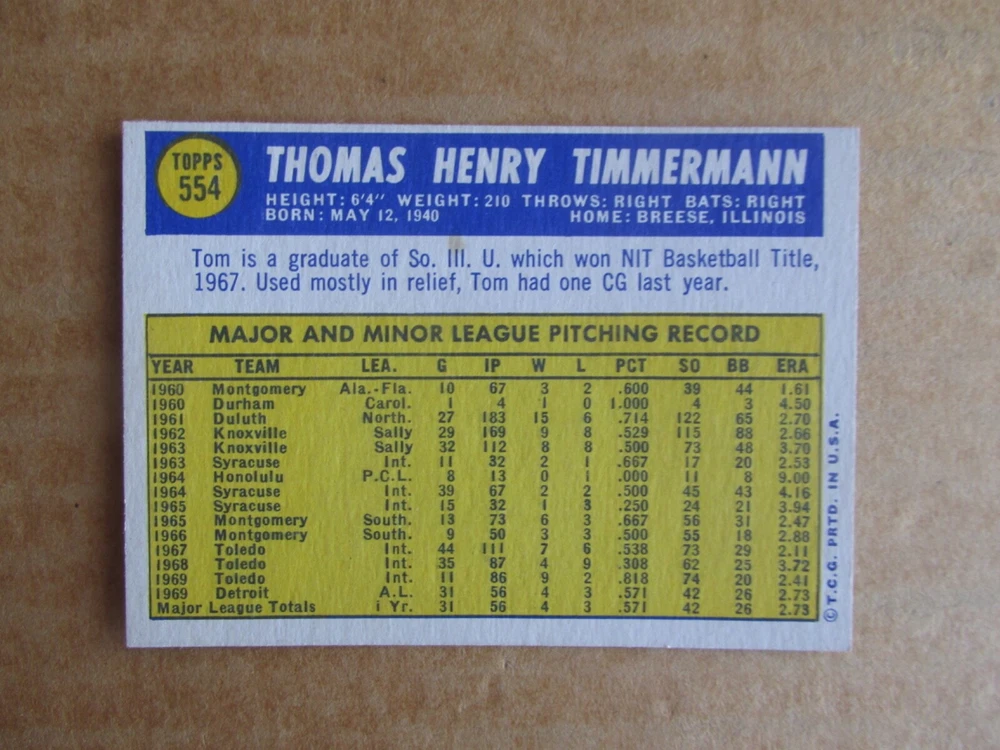 TOPPS
554
THOMAS HENRY TIMMERMANN
HEIGHT: 6'4" WEIGHT: 210 THROWS: RIGHT BATS: RIGHT
BORN: MAY 12, 1940 HOME: BREESE, ILLINOIS
Tom is a graduate of So. Ill. U. which won NIT Basketball Title,
1967. Used mostly in relief, Tom had one CG last year.
MAJOR AND MINOR LEAGUE PITCHING RECORD
YEAR TEAM LEA. G IP W L PCT SO BB ERA
1960 Montgomery Ala.-Fla. 10 67 3 2 .600 39 44 1.61
1960 Durham Carol. 1 4 1 0 1.000 4 3 4.50
1961 Duluth North. 27 183 15 6 .714 122 65 2.70
1962 Knoxville Sally 29 169 9 8 .529 115 88 2.66
1963 Knoxville Sally 32 112 8 8 .500 73 48 3.70
1963 Syracuse Int. 11 32 2 1 .667 17 20 2.53
1964 Honolulu P.C.L. 8 13 0 1 .000 11 8 9.00
1964 Syracuse Int. 39 67 2 2 .500 45 43 4.16
1965 Syracuse Int. 15 32 1 3 .250 24 21 3.94
1965 Montgomery South. 13 73 6 3 .667 56 31 2.47
1966 Montgomery South. 9 50 3 3 .500 55 18 2.88
1967 Toledo Int. 44 111 7 6 .538 73 29 2.11
1968 Toledo Int. 35 87 4 9 .308 62 25 3.72
1969 Toledo Int. 11 86 9 2 .818 74 20 2.41
1969 Detroit A.L. 31 56 4 3 .571 42 26 2.73
Major League Totals 1 Yr. 31 56 4 3 .571 42 26 2.73
© T.C.G. PRTD. IN U.S.A.